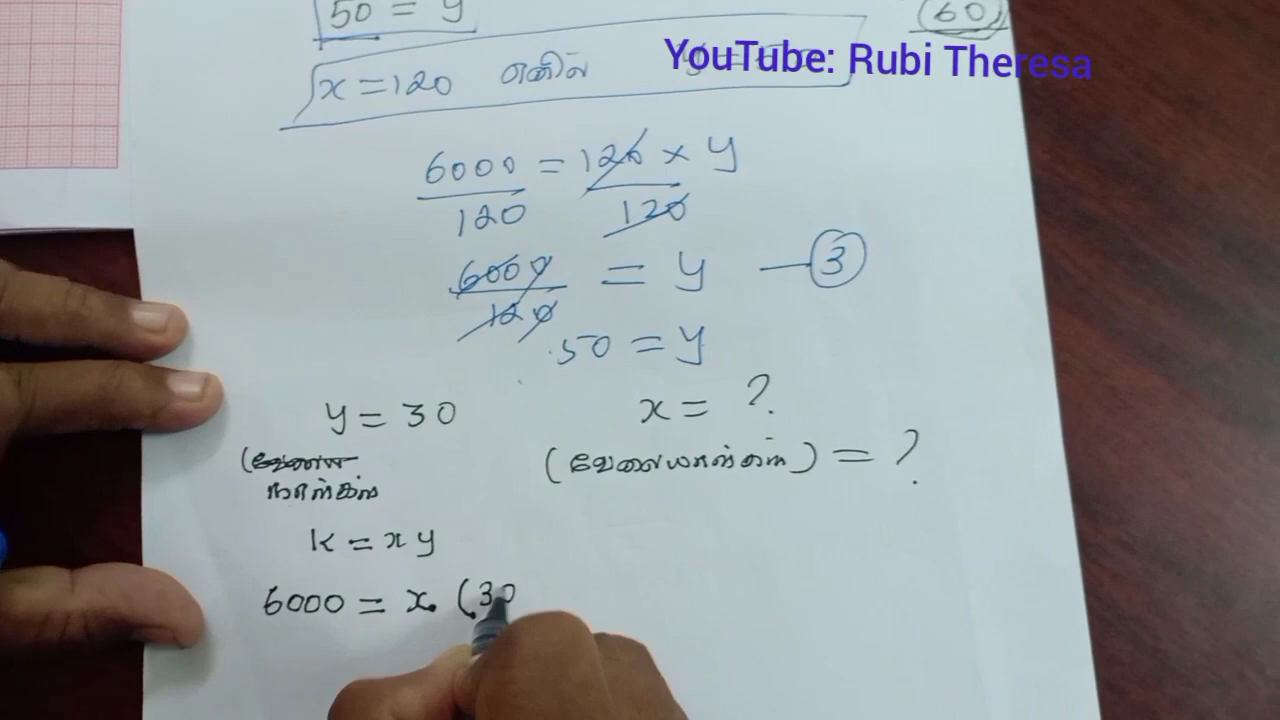 50 = y
(60)
YouTube: Rubi Theresa
x = 120 எனில் y =
6000 = 120 x y
120 120
6000 = y — 3
120
50 = y
y = 30 x = ?
(வேலையாட்கள்) = ?
நாட்கள்
k = x y
6000 = x. (30